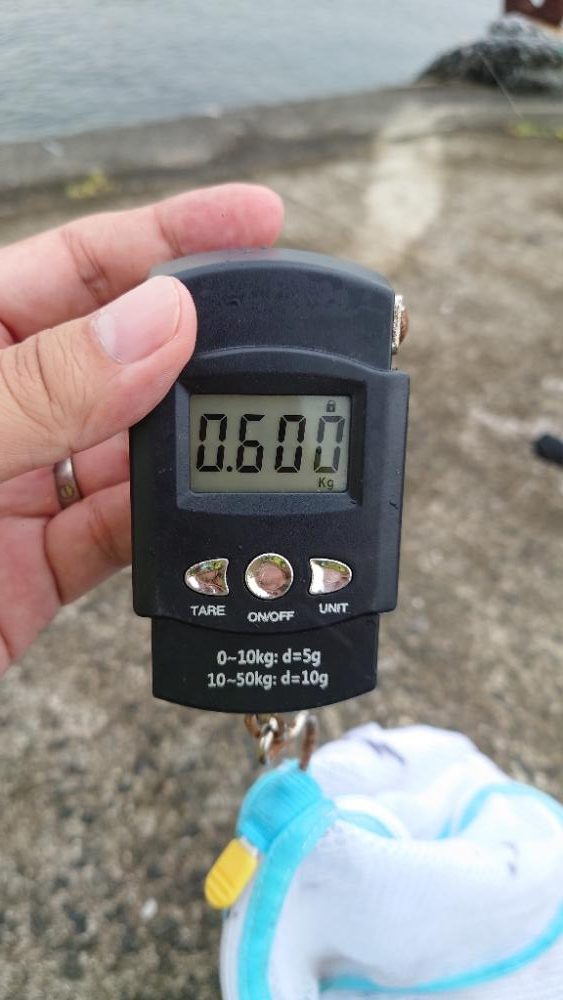 0.600
Kg
TARE ON/OFF UNIT
0~10kg: d=5g
10~50kg: d=10g